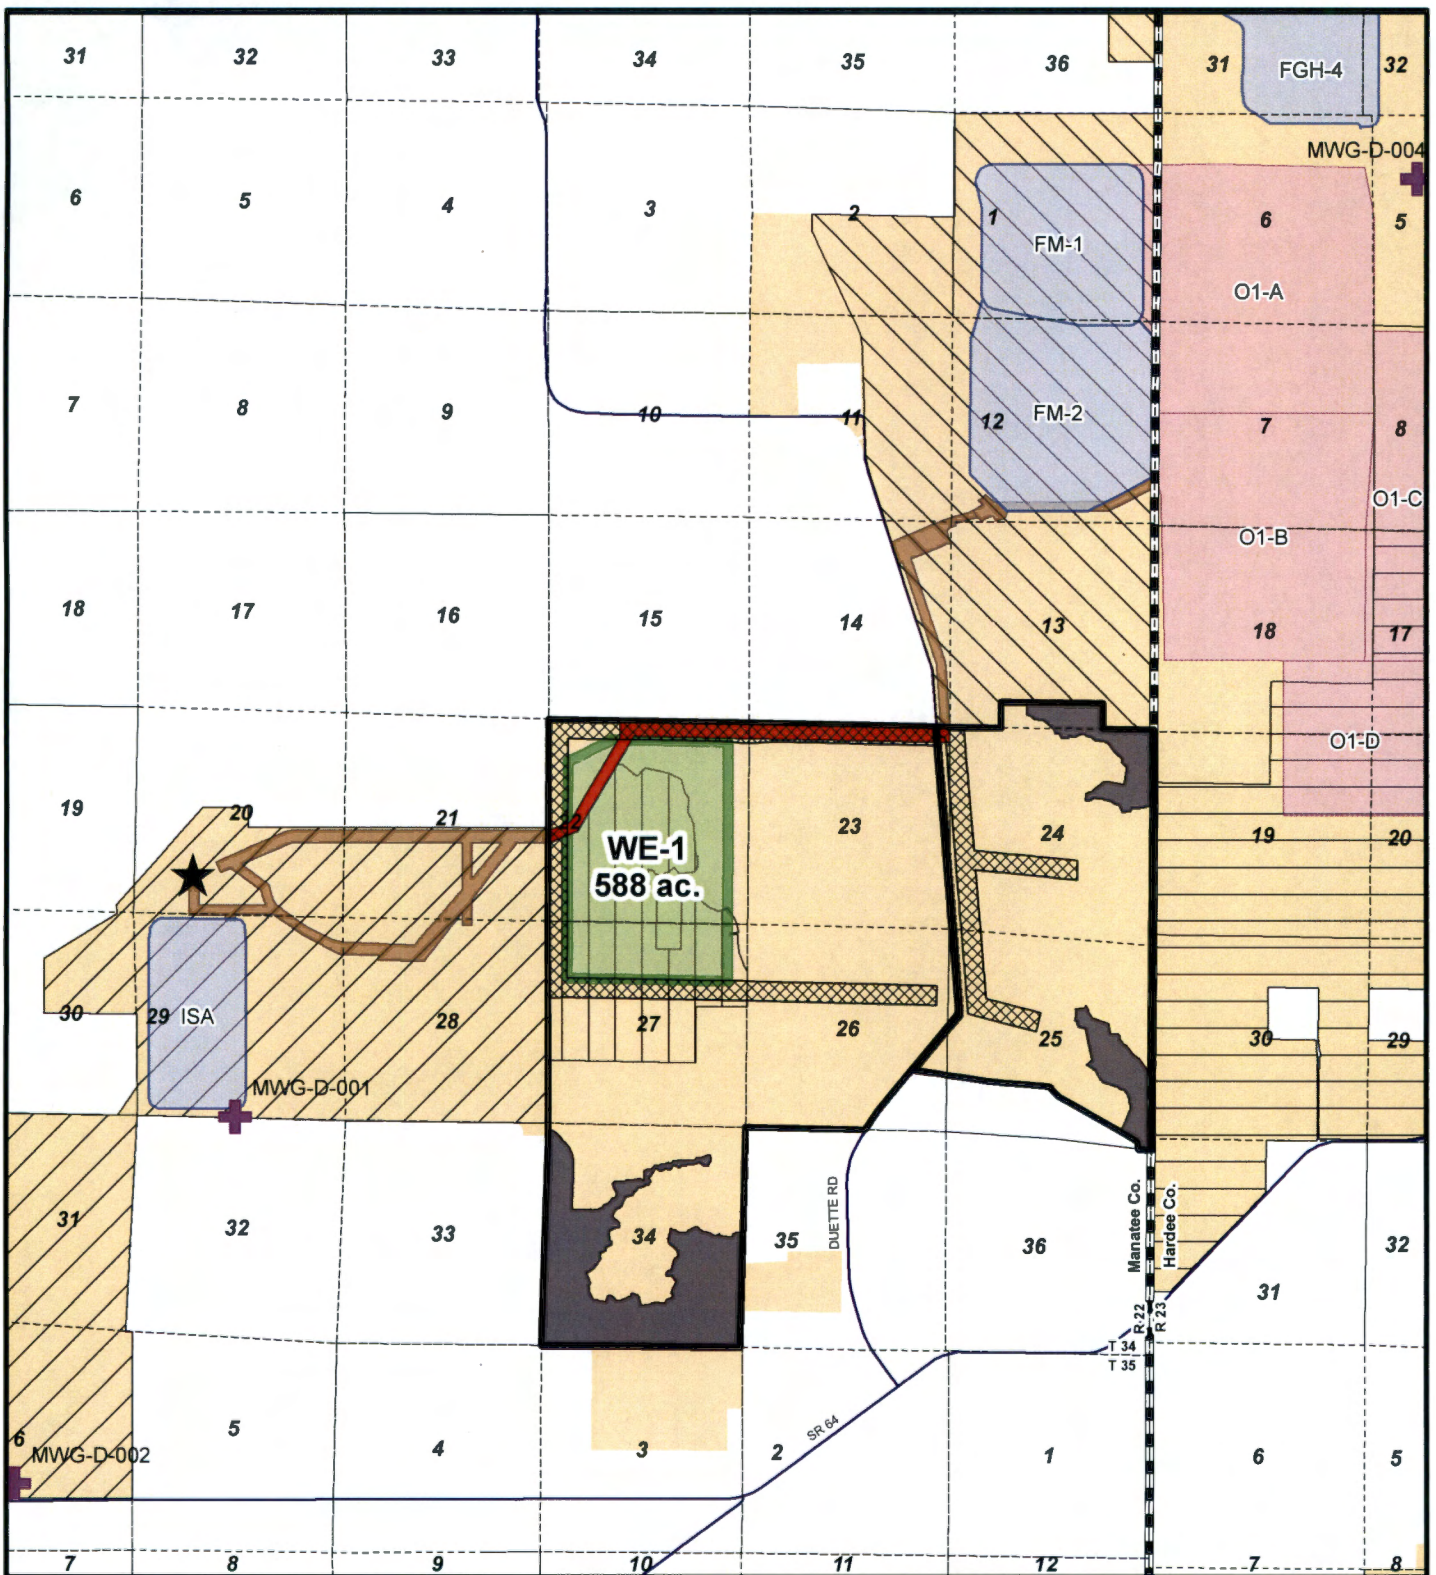 31 32 33 34 35 36 31 FGH-4 32
MWG-D-004
6 5 4 3 2 1 FM-1 6 5
O1-A
7 8 9 10 11 12 FM-2 7 8
O1-C
O1-B
18 17 16 15 14 13 18 17
O1-D
19 20 21 23 24 19 20
WE-1
588 ac.
30 29 ISA 28 27 26 25 30 29
MWG-D-001
31 32 33 34 35 DUETTE RD 36 Manatee Co. Hardee Co. 31 32
R 22 R 23
T 34
T 35
6 5 4 3 2 SR 64 1 6 5
MWG-D-002
7 8 9 10 11 12 7 8